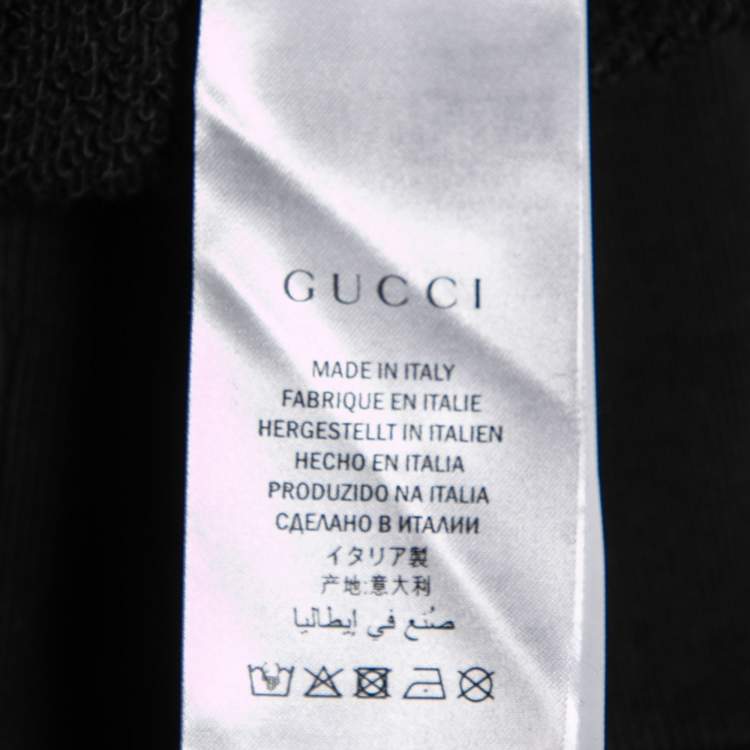 GUCCI
MADE IN ITALY
FABRIQUE EN ITALIE
HERGESTELLT IN ITALIEN
HECHO EN ITALIA
PRODUZIDO NA ITALIA
СДЕЛАНО В ИТАЛИИ
イタリア製
产地:意大利
صُنع في إيطاليا